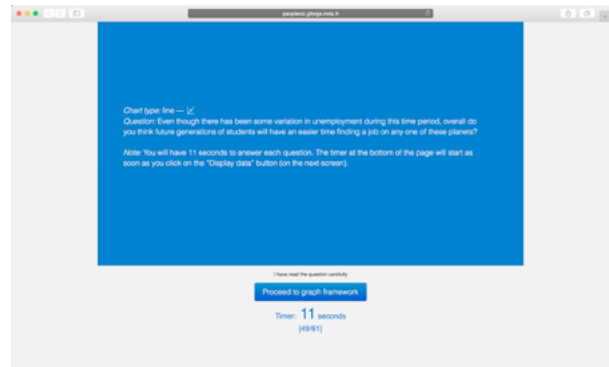 peoplevis.gforge.inria.fr
Chart type: line —
Question: Even though there has been some variation in unemployment during this time period, overall do
you think future generations of students will have an easier time finding a job on any one of these planets?
Note: You will have 11 seconds to answer each question. The timer at the bottom of the page will start as
soon as you click on the "Display data" button (on the next screen).
I have read the question carefully
Proceed to graph framework
Timer: 11 seconds
[49/61]